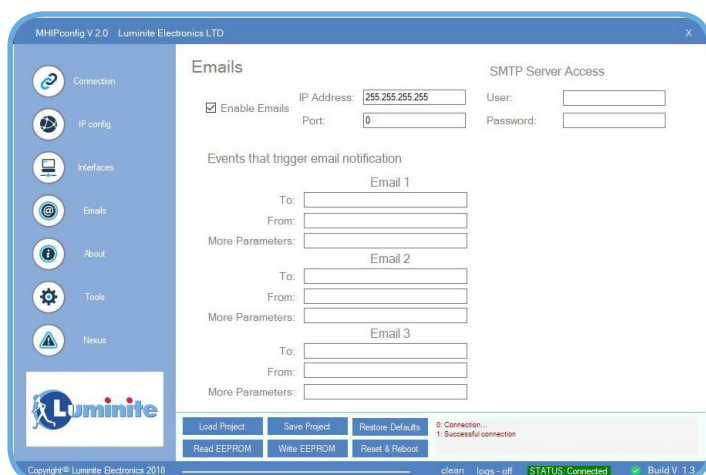 MHIPconfig V 2.0 Luminite Electronics LTD X
Connection
IP config
Interfaces
Emails
About
Tools
Nexus
Luminite
Emails
SMTP Server Access
Enable Emails
IP Address: 255.255.255.255
Port: 0
User:
Password:
Events that trigger email notification
Email 1
To:
From:
More Parameters:
Email 2
To:
From:
More Parameters:
Email 3
To:
From:
More Parameters:
Load Project Save Project Restore Defaults
Read EEPROM Write EEPROM Reset & Reboot
0: Connection...
1: Successful connection
Copyright© Luminite Electronics 2018 clean logs - off STATUS: Connected Build V. 1.3